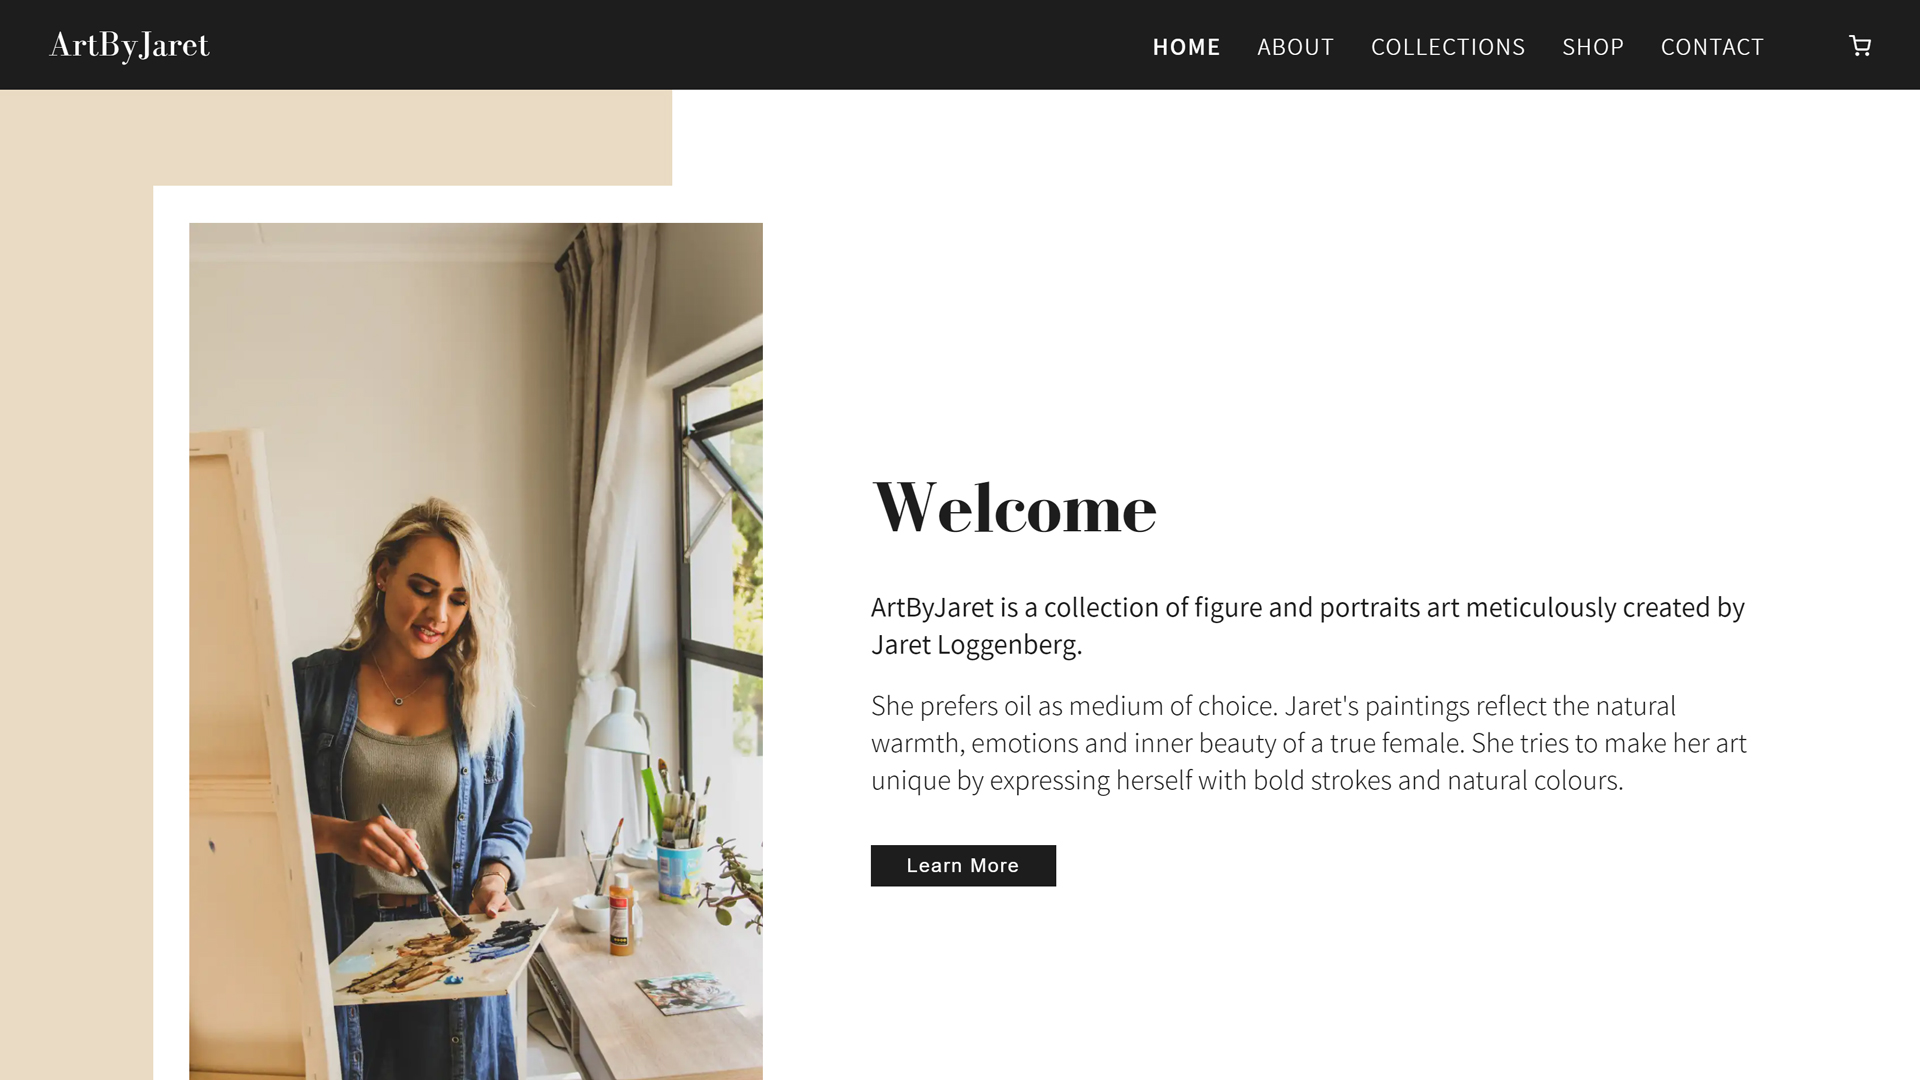 ArtByJaret
HOME ABOUT COLLECTIONS SHOP CONTACT
Welcome
ArtByJaret is a collection of figure and portraits art meticulously created by
Jaret Loggenberg.
She prefers oil as medium of choice. Jaret's paintings reflect the natural
warmth, emotions and inner beauty of a true female. She tries to make her art
unique by expressing herself with bold strokes and natural colours.
Learn More